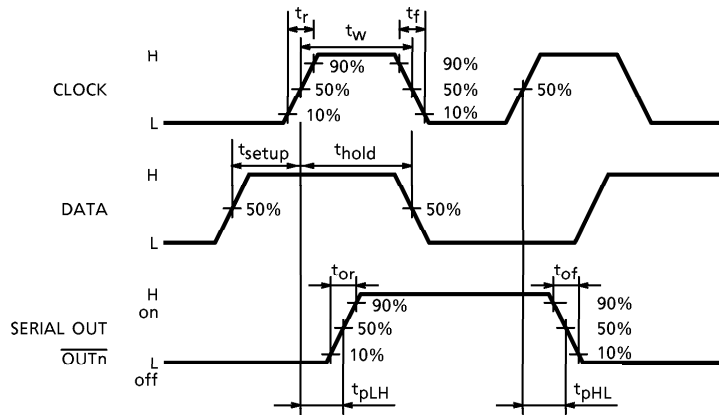 tr
tw
tf
H
90%
90%
CLOCK
50%
50%
50%
10%
10%
L
tsetup
thold
H
DATA
50%
50%
L
tor
tof
H
on
90%
90%
SERIAL OUT
50%
50%
OUTn
10%
10%
L
off
tpLH
tpHL